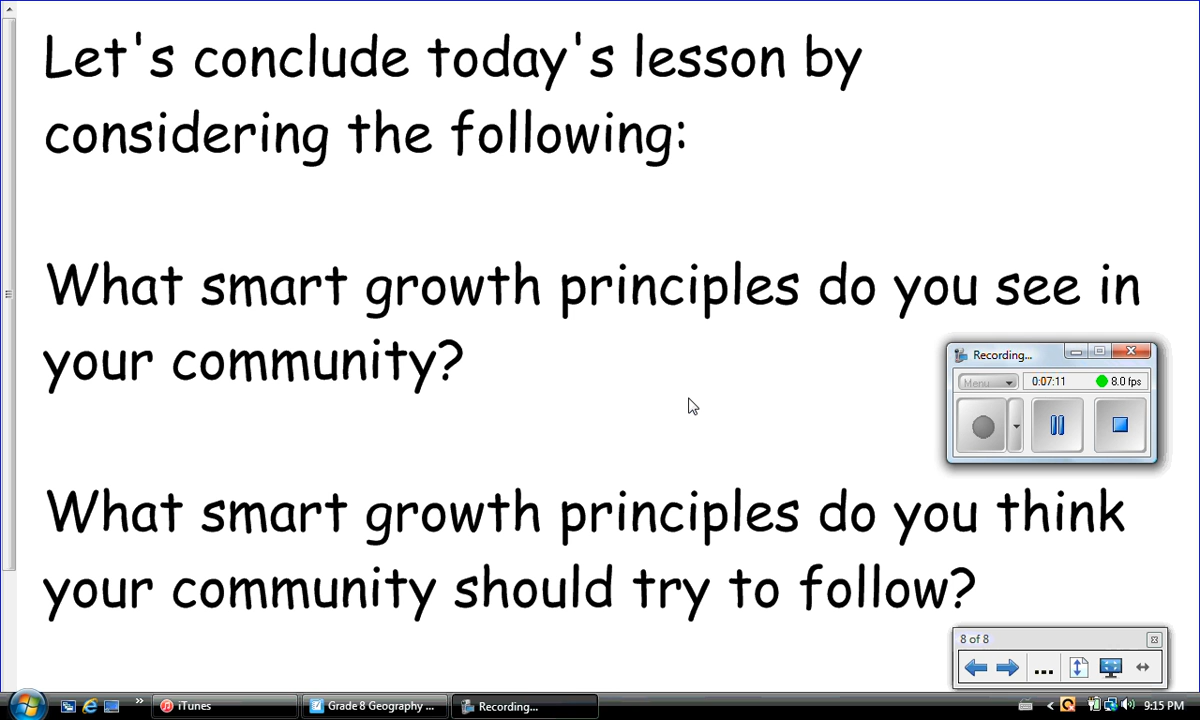 Let's conclude today's lesson by
considering the following:
What smart growth principles do you see in
your community?
Recording...
Menu
0:07:11
8.0 fps
What smart growth principles do you think
your community should try to follow?
8 of 8
...
iTunes
Grade 8 Geography ...
Recording...
9:15 PM